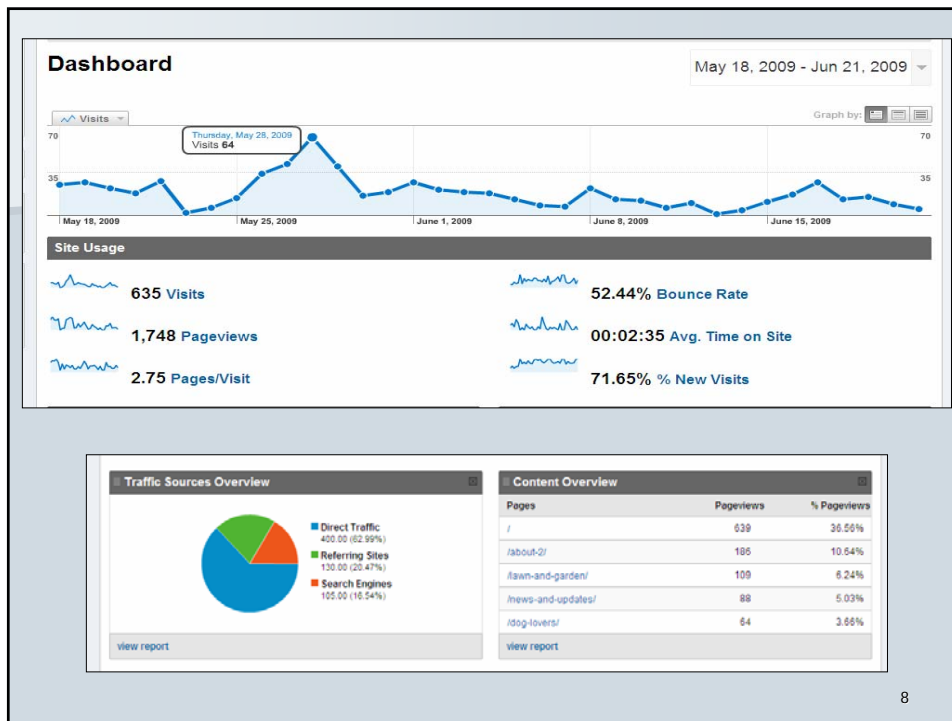 Dashboard
May 18, 2009 - Jun 21, 2009
Visits
Graph by:
70
70
Thursday, May 28, 2009
Visits 64
35
35
May 18, 2009
May 25, 2009
June 1, 2009
June 8, 2009
June 15, 2009
Site Usage
635 Visits
52.44% Bounce Rate
1,748 Pageviews
00:02:35 Avg. Time on Site
2.75 Pages/Visit
71.65% % New Visits
Traffic Sources Overview
Direct Traffic
400.00 (62.99%)
Referring Sites
130.00 (20.47%)
Search Engines
105.00 (16.54%)
view report
Content Overview
Pages Pageviews % Pageviews
/ 639 36.56%
/about-2/ 186 10.64%
/lawn-and-garden/ 109 6.24%
/news-and-updates/ 88 5.03%
/dog-lovers/ 64 3.66%
view report
8